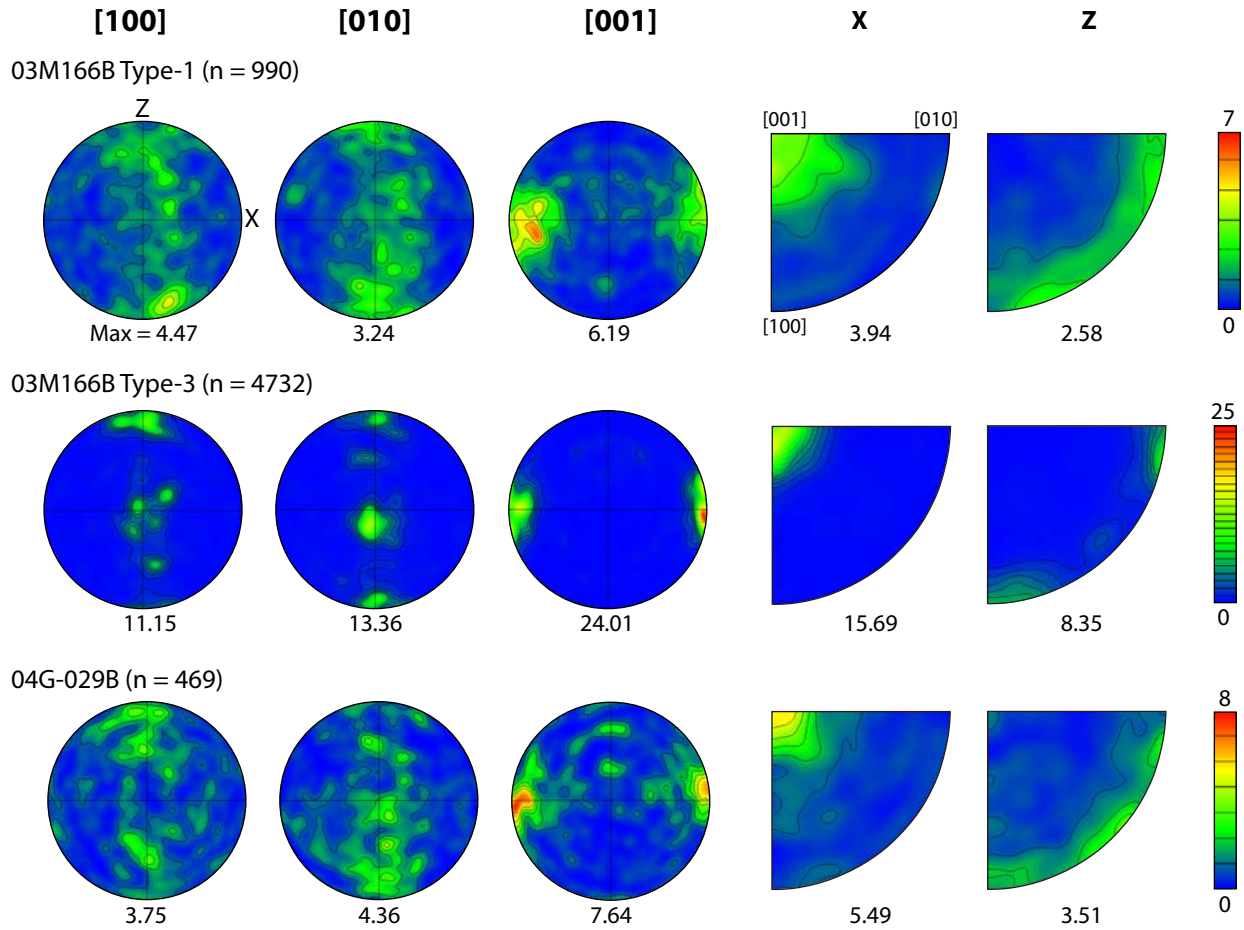 [100] [010] [001] X Z
03M166B Type-1 (n = 990)
Z
[001] [010] 7
X
[100]
0
Max = 4.47 3.24 6.19 3.94 2.58
03M166B Type-3 (n = 4732)
25
0
11.15 13.36 24.01 15.69 8.35
04G-029B (n = 469)
8
0
3.75 4.36 7.64 5.49 3.51